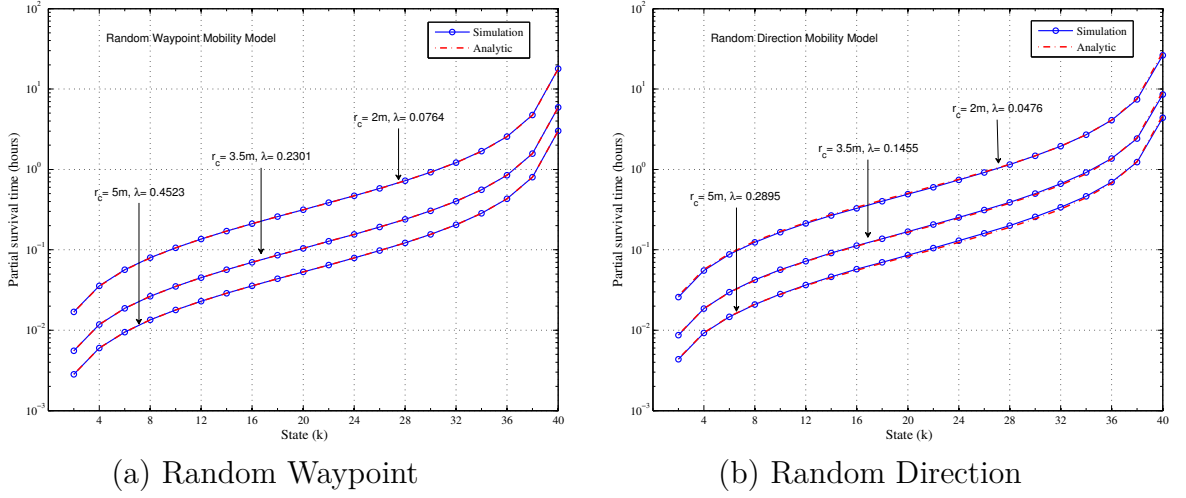 Random Waypoint Mobility Model
Simulation
Analytic
r_c= 2m, λ= 0.0764
r_c= 3.5m, λ= 0.2301
r_c= 5m, λ= 0.4523
Partial survival time (hours)
10^2
10^1
10^0
10^-1
10^-2
10^-3
4 8 12 16 20 24 28 32 36 40
State (k)
(a) Random Waypoint
Random Direction Mobility Model
Simulation
Analytic
r_c= 2m, λ= 0.0476
r_c= 3.5m, λ= 0.1455
r_c= 5m, λ= 0.2895
Partial survival time (hours)
10^2
10^1
10^0
10^-1
10^-2
10^-3
4 8 12 16 20 24 28 32 36 40
State (k)
(b) Random Direction